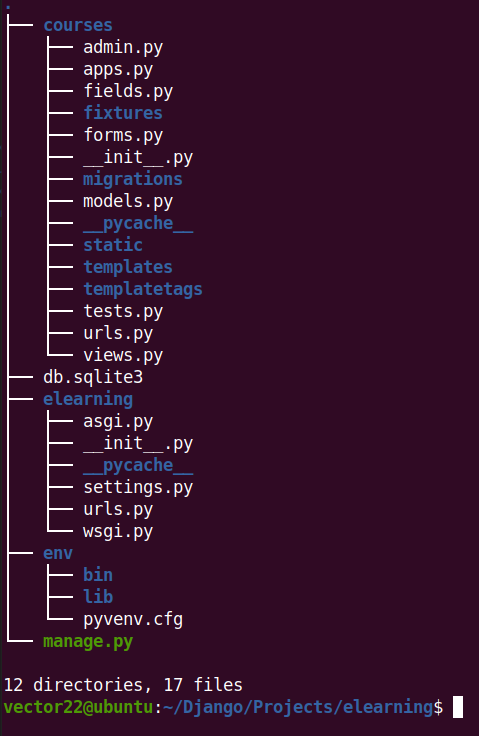 .
├── courses
│   ├── admin.py
│   ├── apps.py
│   ├── fields.py
│   ├── fixtures
│   ├── forms.py
│   ├── __init__.py
│   ├── migrations
│   ├── models.py
│   ├── __pycache__
│   ├── static
│   ├── templates
│   ├── templatetags
│   ├── tests.py
│   ├── urls.py
│   └── views.py
├── db.sqlite3
├── elearning
│   ├── asgi.py
│   ├── __init__.py
│   ├── __pycache__
│   ├── settings.py
│   ├── urls.py
│   └── wsgi.py
├── env
│   ├── bin
│   ├── lib
│   └── pyvenv.cfg
└── manage.py
12 directories, 17 files
vector22@ubuntu:~/Django/Projects/elearning$